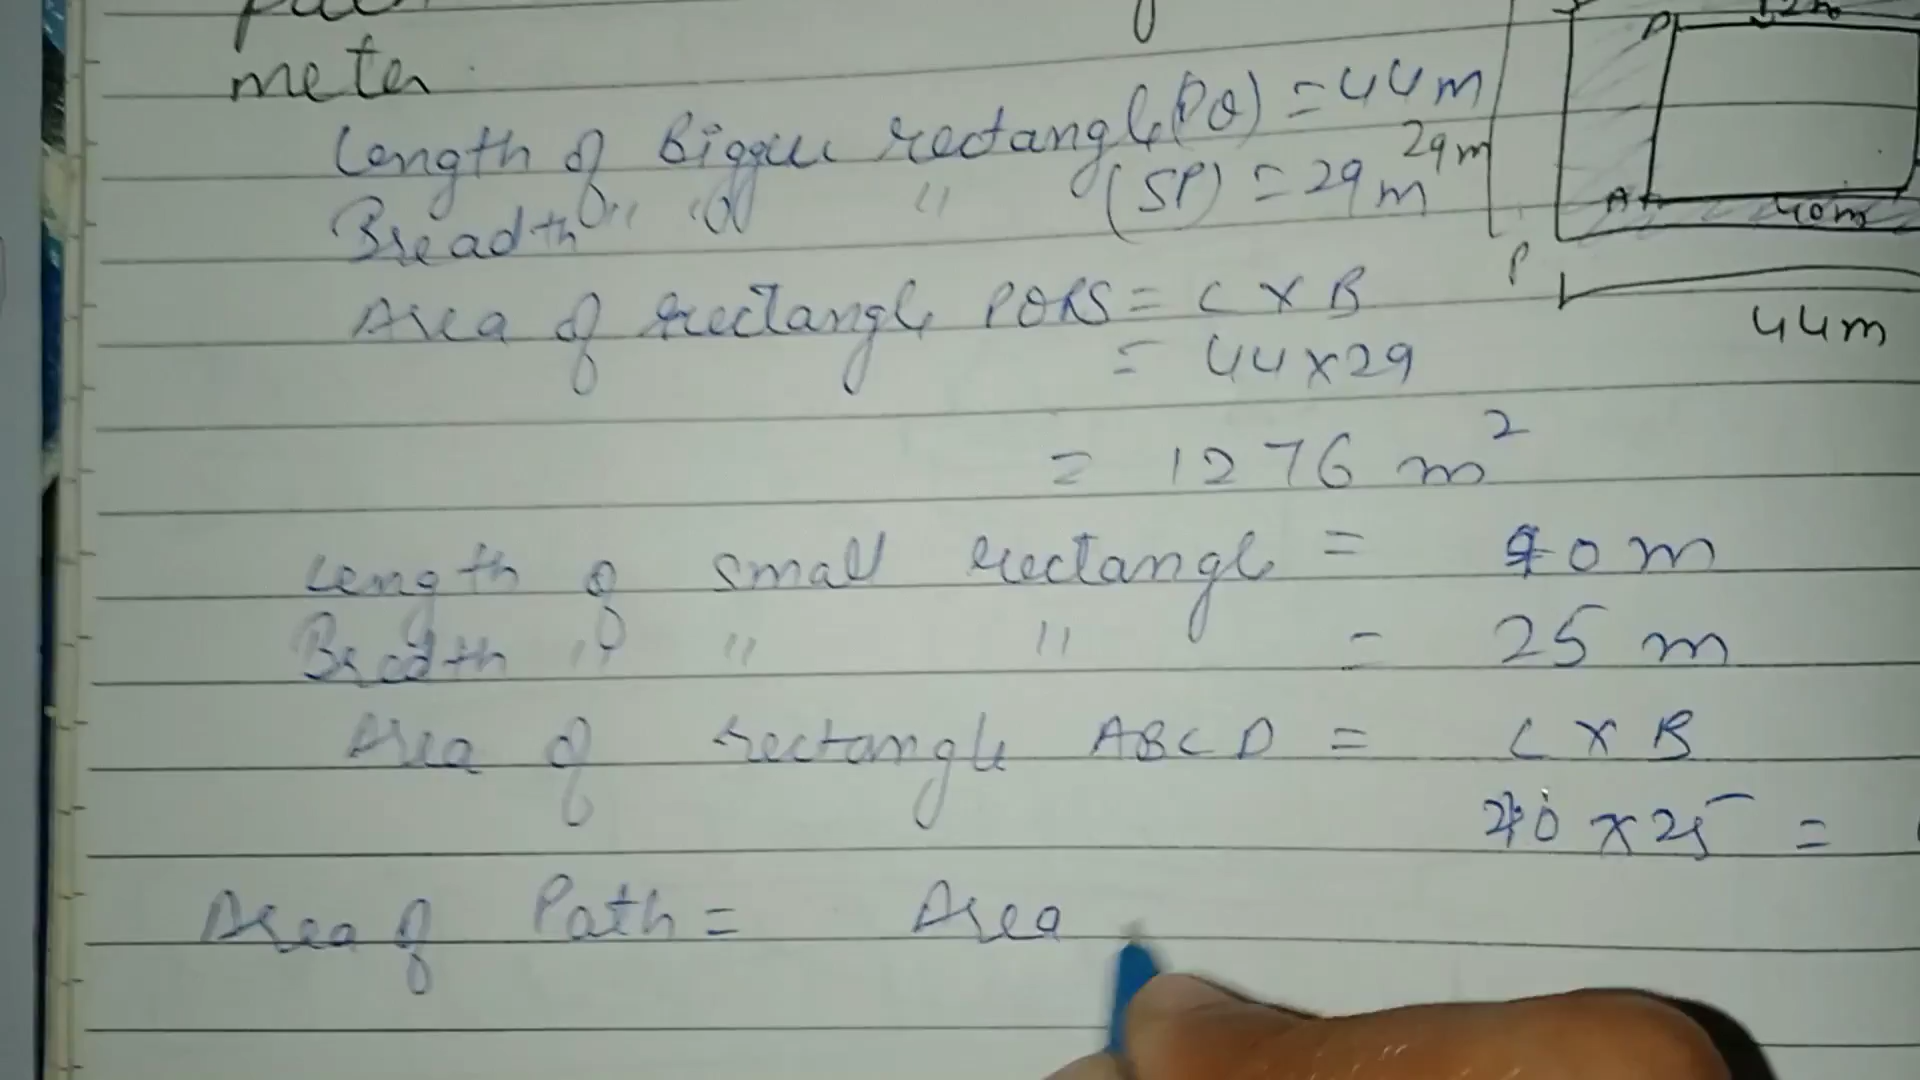 meter
Length of Bigger rectangle (PQ) = 44m
Breadth " " " (SP) = 29m
29m
Area of rectangle PQRS = L X B
= 44 x 29
= 1276 m²
Length of small rectangle = 40 m
Breadth " " " = 25 m
Area of rectangle ABCD = L X B
40 x 25 =
Area of Path = Area
D
A
40m
P
44m